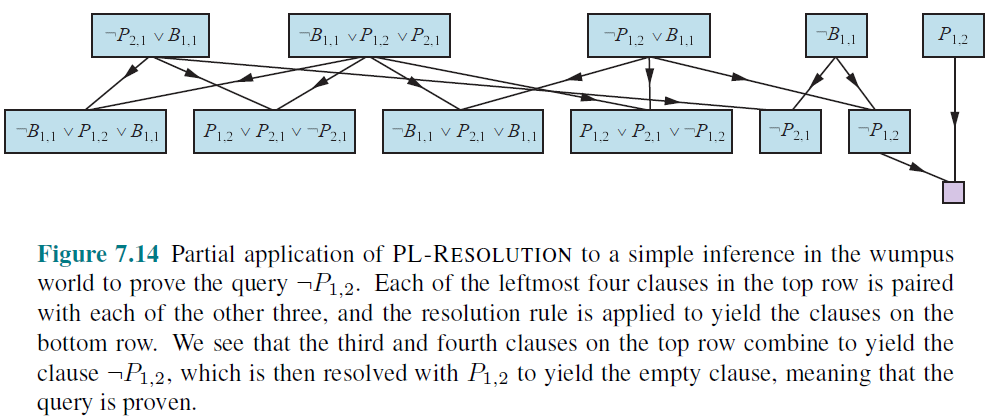 ¬P2,1 ∨ B1,1 ¬B1,1 ∨ P1,2 ∨ P2,1 ¬P1,2 ∨ B1,1 ¬B1,1 P1,2
¬B1,1 ∨ P1,2 ∨ B1,1 P1,2 ∨ P2,1 ∨ ¬P2,1 ¬B1,1 ∨ P2,1 ∨ B1,1 P1,2 ∨ P2,1 ∨ ¬P1,2 ¬P2,1 ¬P1,2
Figure 7.14 Partial application of PL-RESOLUTION to a simple inference in the wumpus
world to prove the query ¬P1,2. Each of the leftmost four clauses in the top row is paired
with each of the other three, and the resolution rule is applied to yield the clauses on the
bottom row. We see that the third and fourth clauses on the top row combine to yield the
clause ¬P1,2, which is then resolved with P1,2 to yield the empty clause, meaning that the
query is proven.